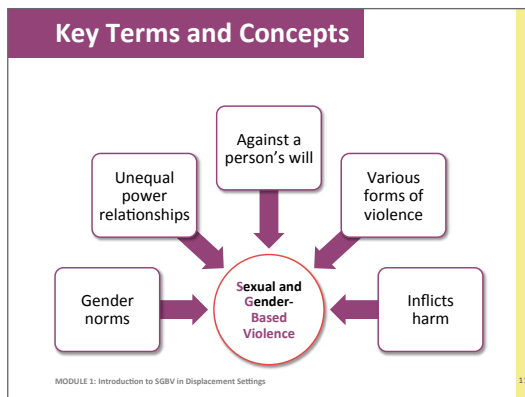 Key Terms and Concepts
Against a
person's will
Unequal
power
relationships
Various
forms of
violence
Gender
norms
Sexual and
Gender-
Based
Violence
Inflicts
harm
MODULE 1: Introduction to SGBV in Displacement Settings
11